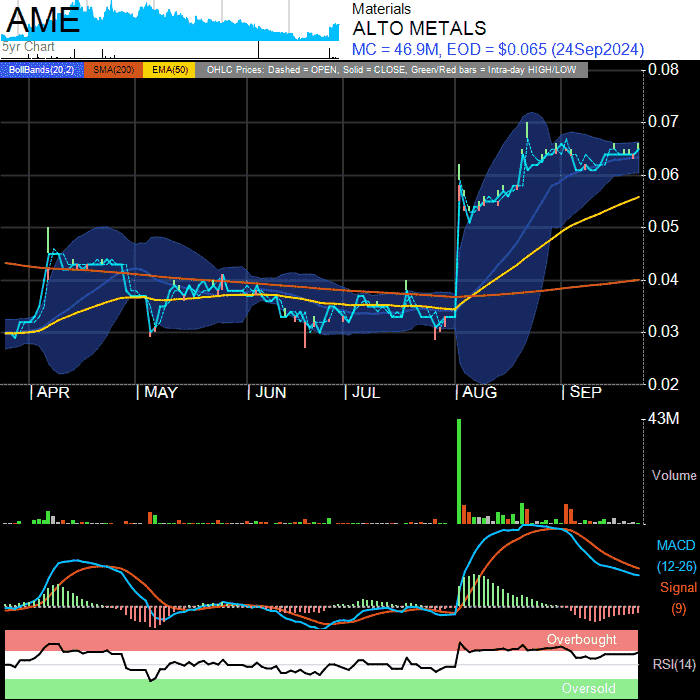 AME
5yr Chart
Materials
ALTO METALS
MC = 46.9M, EOD = $0.065 (24Sep2024)
BollBands(20,2) SMA(200) EMA(50) OHLC Prices: Dashed = OPEN, Solid = CLOSE, Green/Red bars = Intra-day HIGH/LOW
0.08
0.07
0.06
0.05
0.04
0.03
0.02
APR MAY JUN JUL AUG SEP
43M
Volume
MACD
(12-26)
Signal
(9)
Overbought
RSI(14)
Oversold